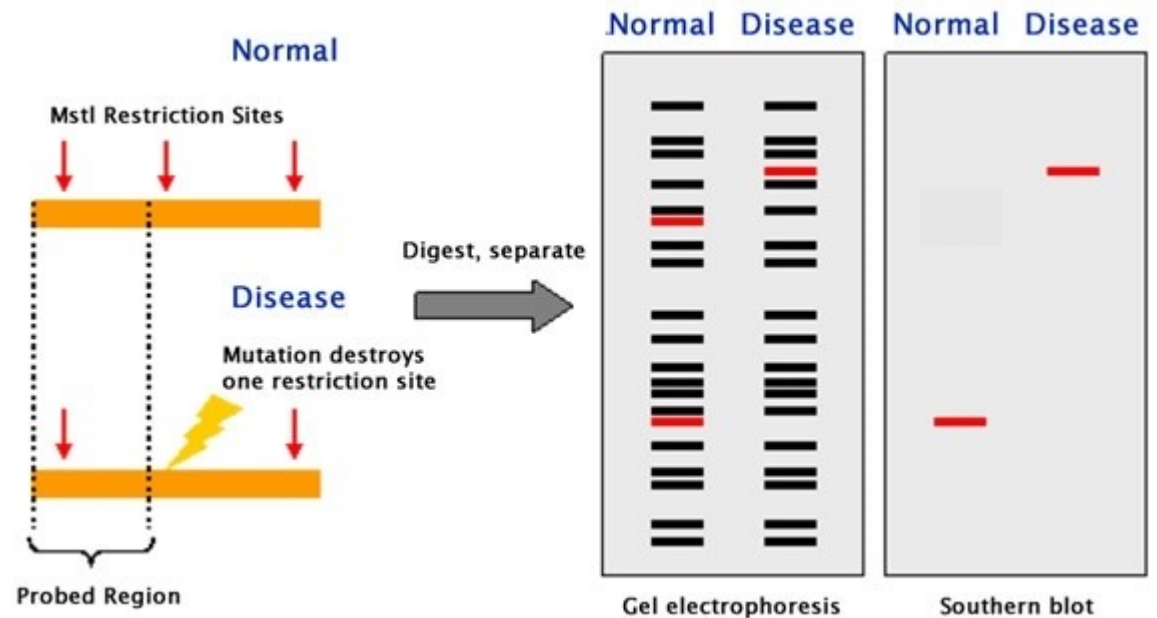 Normal
MstI Restriction Sites
Disease
Mutation destroys
one restriction site
Probed Region
Digest, separate
.Normal Disease
Gel electrophoresis
Normal Disease
Southern blot